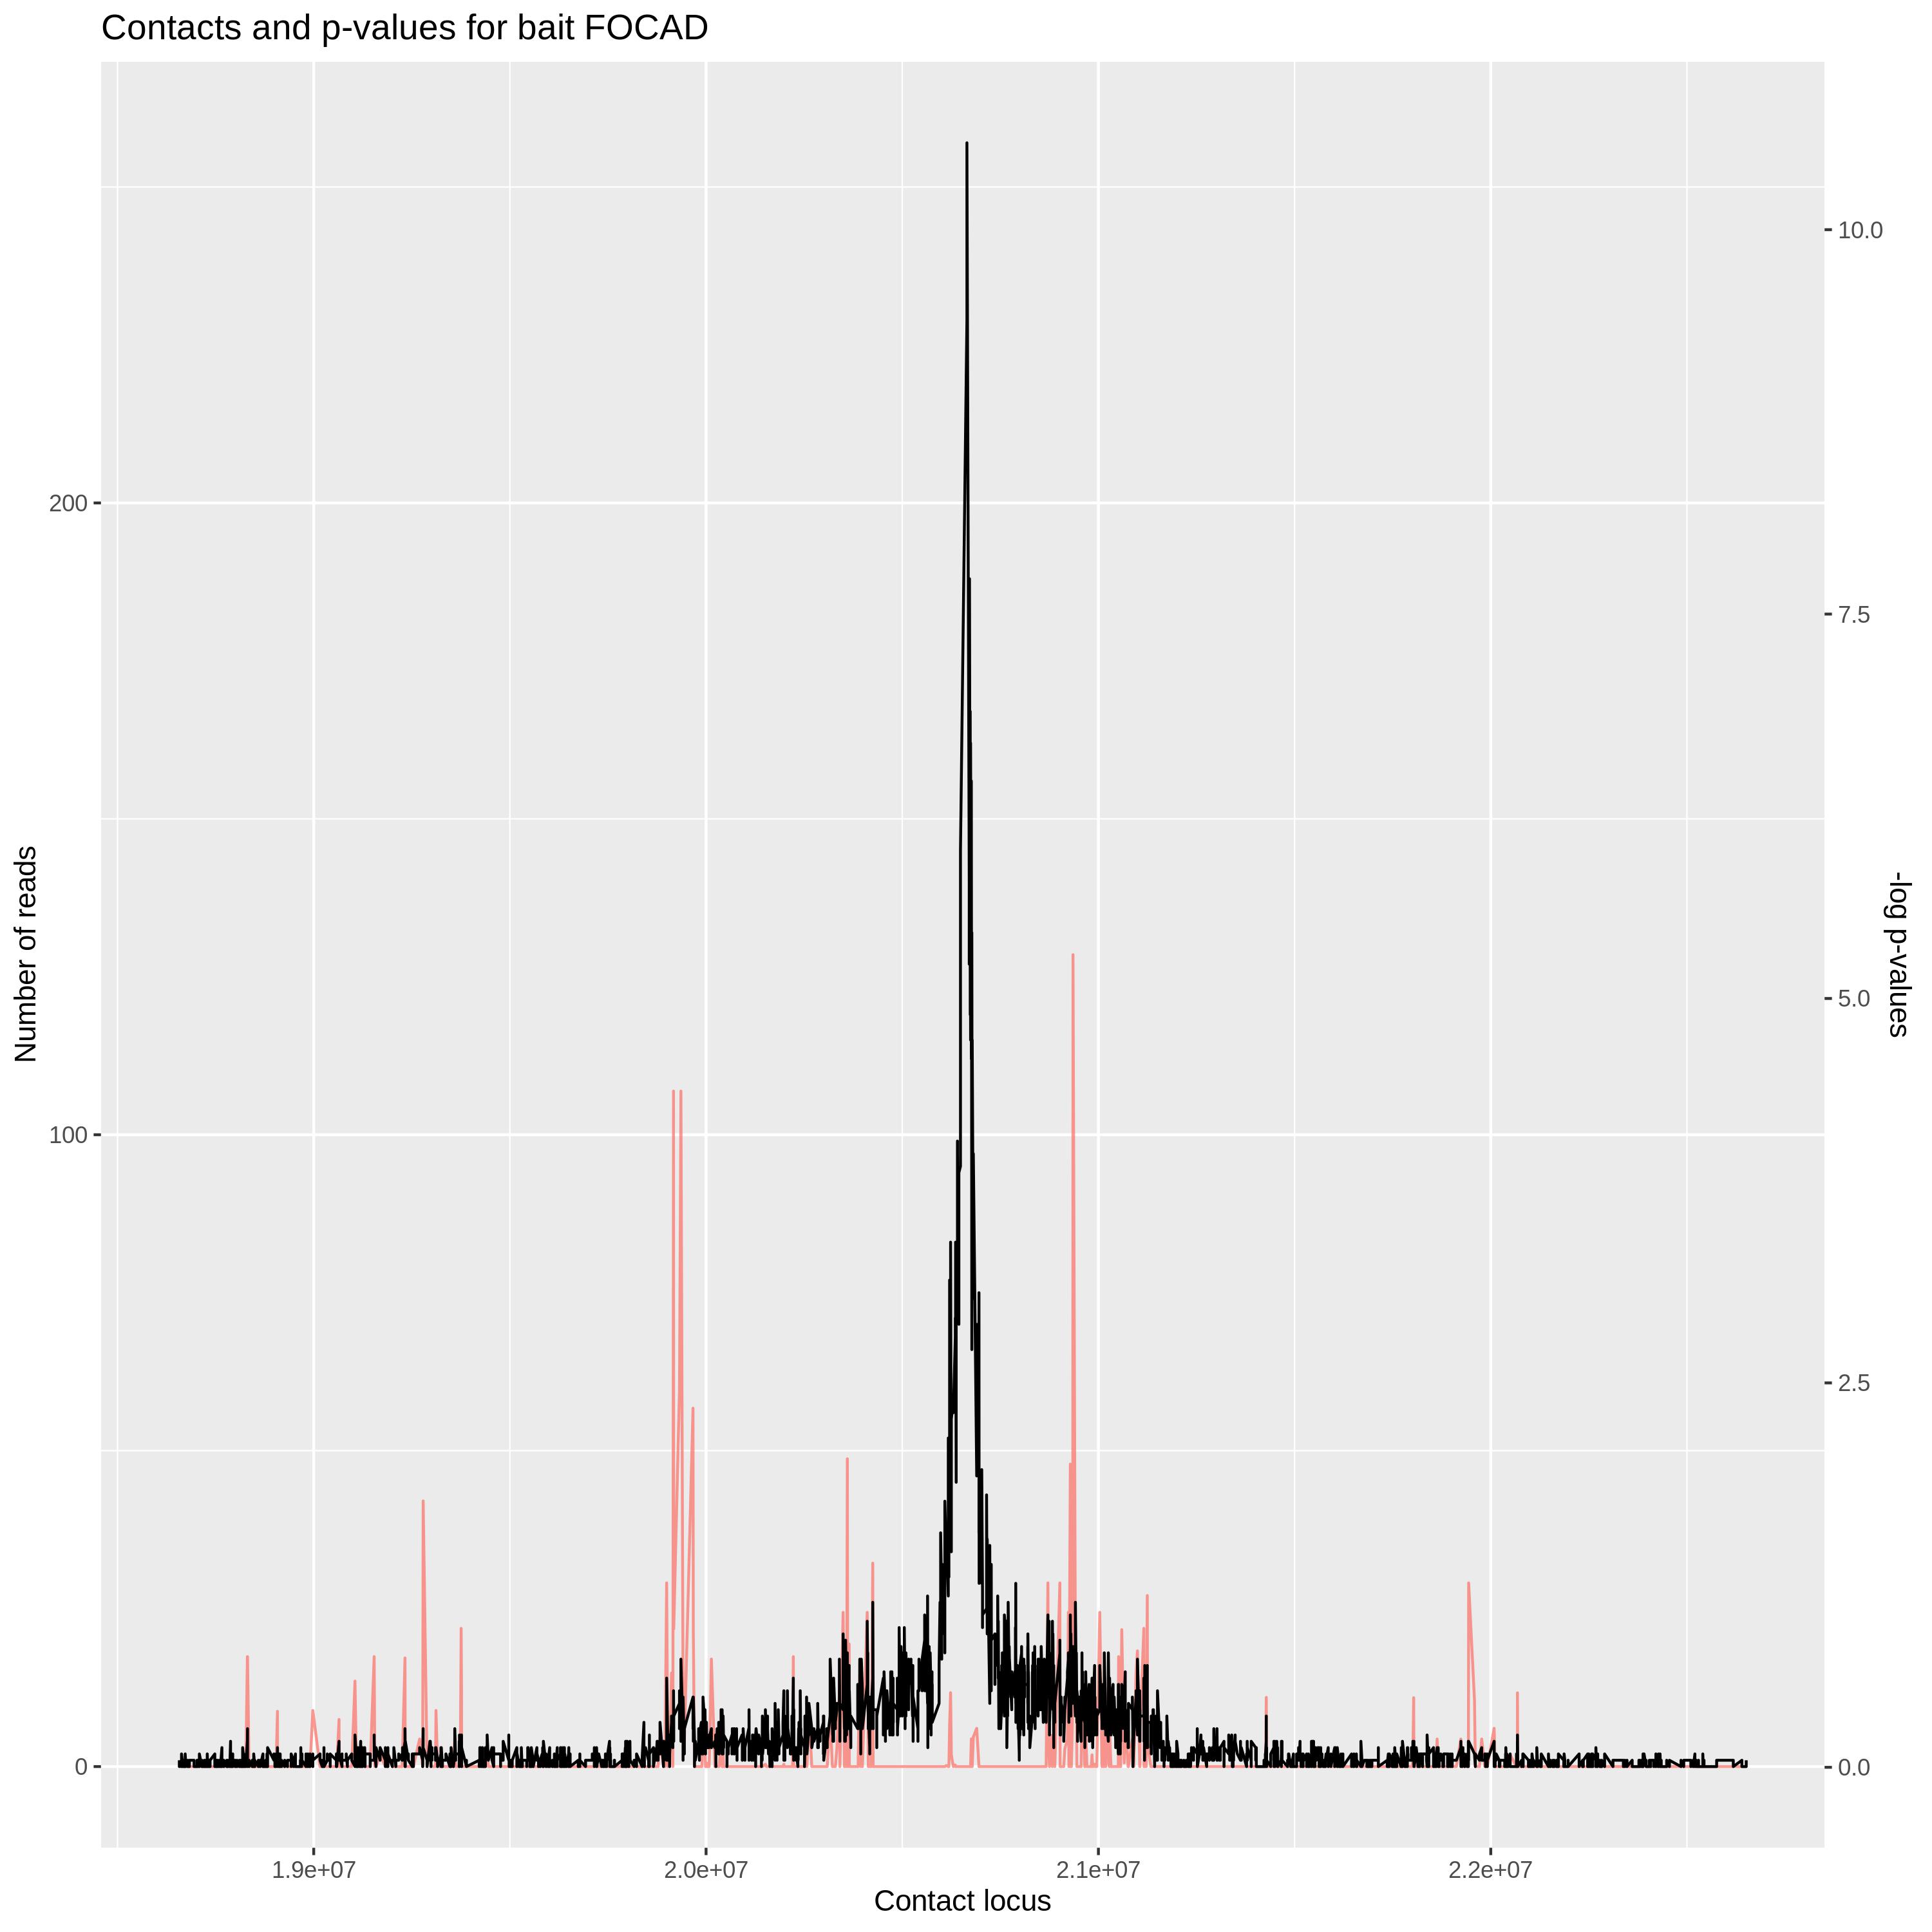 Contacts and p-values for bait FOCAD
Number of reads
200
100
0
10.0
7.5
5.0
2.5
0.0
-log p-values
1.9e+07
2.0e+07
2.1e+07
2.2e+07
Contact locus